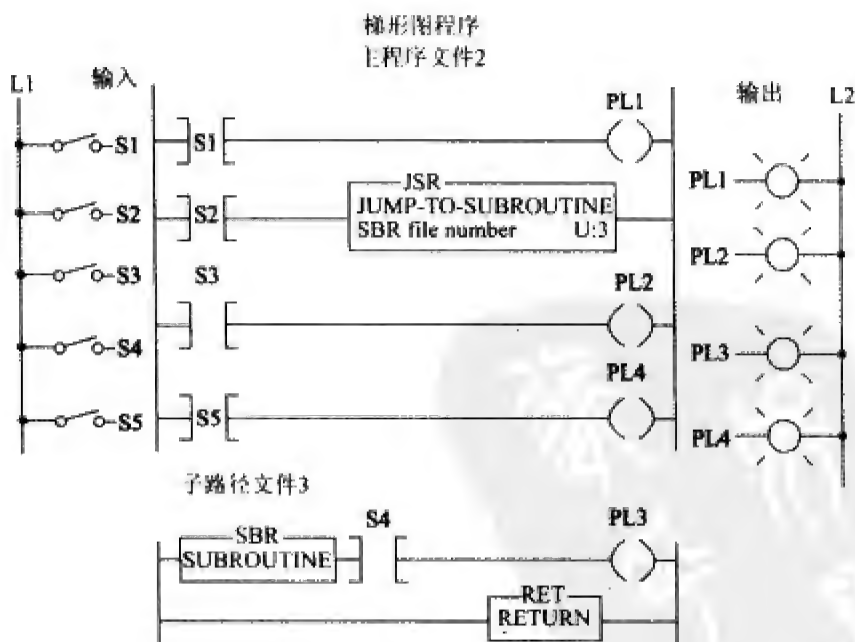 梯形图程序
主程序文件2
L1
输入
PL1
输出
L2
S1
S1
PL1
S2
S2
JSR
JUMP-TO-SUBROUTINE
SBR file number U:3
PL2
S3
S3
PL2
S4
PL3
PL4
S5
S5
PL4
子路径文件3
SBR
SUBROUTINE
S4
PL3
RET
RETURN